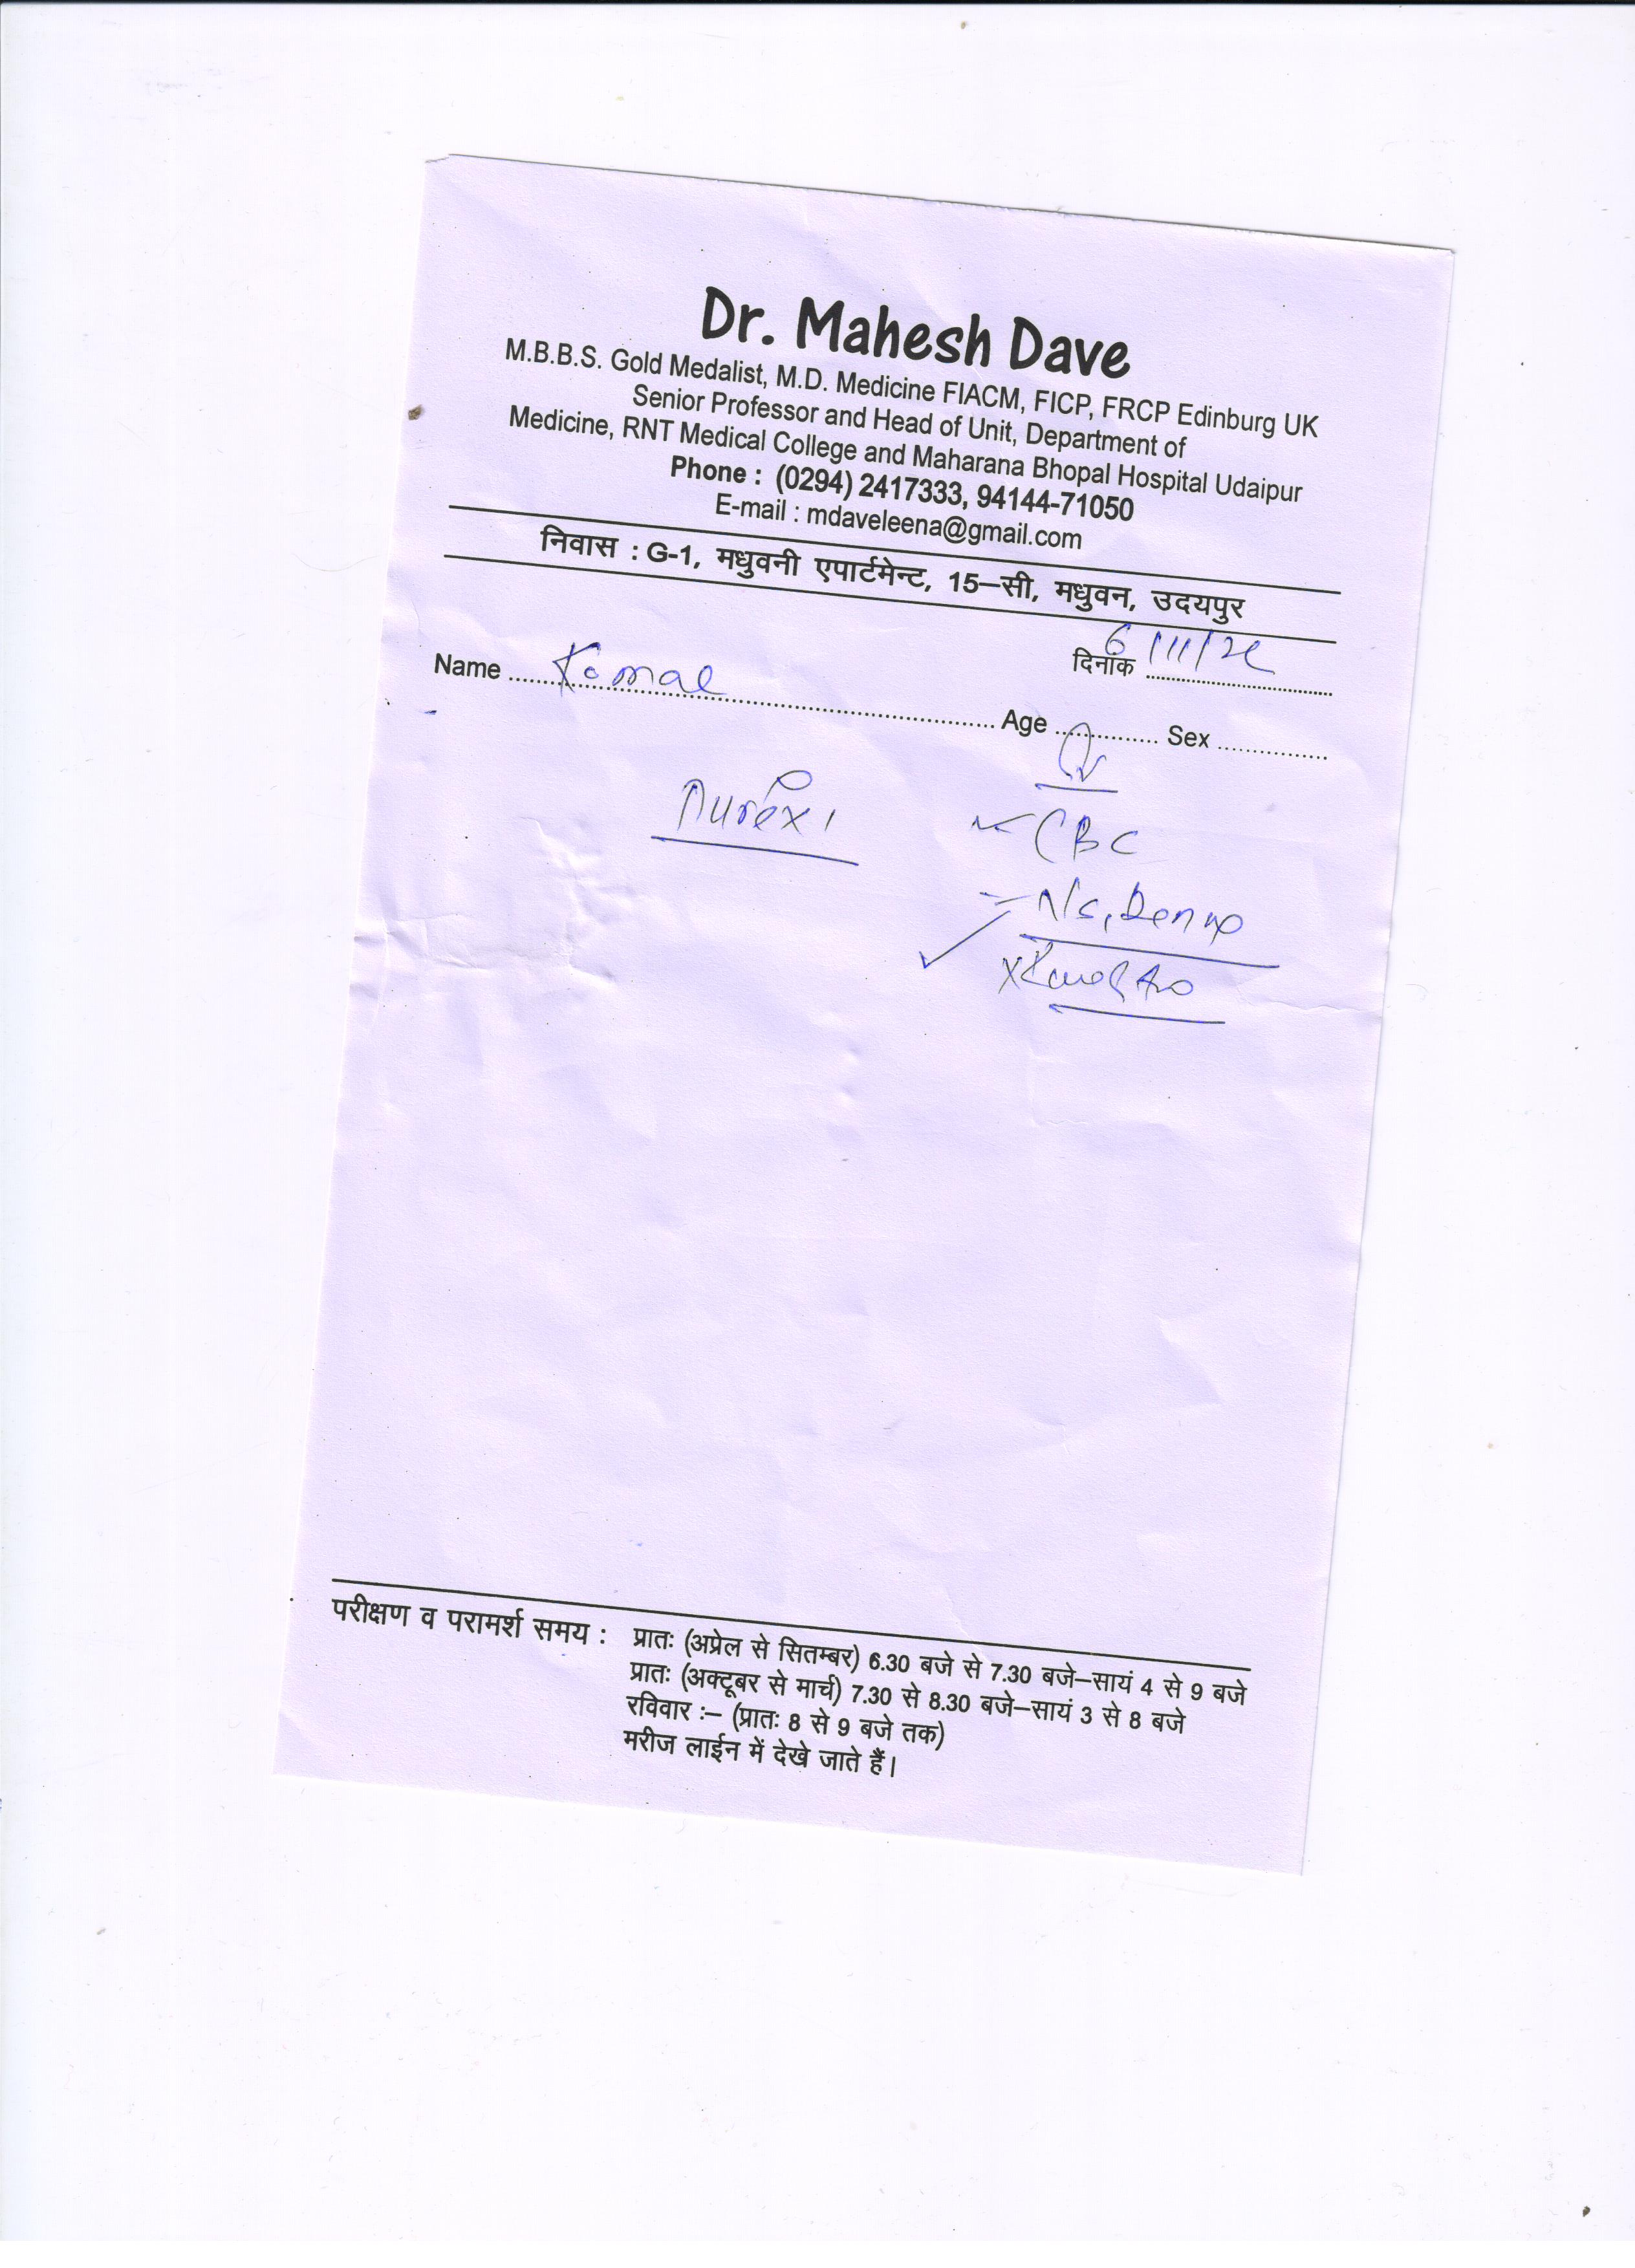 Dr. Mahesh Dave
M.B.B.S. Gold Medalist, M.D. Medicine FIACM, FICP, FRCP Edinburg UK
Senior Professor and Head of Unit, Department of
Medicine, RNT Medical College and Maharana Bhopal Hospital Udaipur
Phone : (0294) 2417333, 94144-71050
E-mail : mdaveleena@gmail.com
निवास : G-1, मधुवनी एपार्टमेन्ट, 15–सी, मधुवन, उदयपुर
दिनांक 6/11/
Name Komal Age Sex
CBC
परीक्षण व परामर्श समय : प्रातः (अप्रेल से सितम्बर) 6.30 बजे से 7.30 बजे–सायं 4 से 9 बजे
प्रातः (अक्टूबर से मार्च) 7.30 से 8.30 बजे–सायं 3 से 8 बजे
रविवार :– (प्रातः 8 से 9 बजे तक)
मरीज लाईन में देखे जाते हैं।